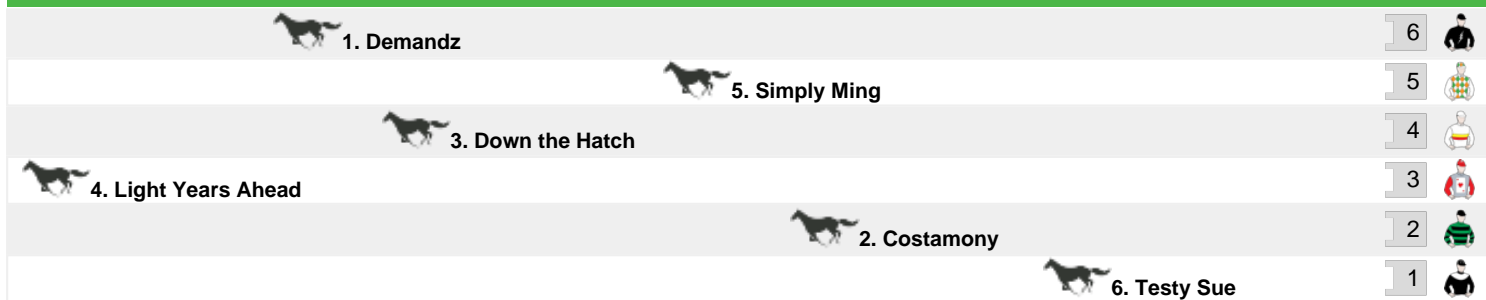 1. Demandz 6
5. Simply Ming 5
3. Down the Hatch 4
4. Light Years Ahead 3
2. Costamony 2
6. Testy Sue 1